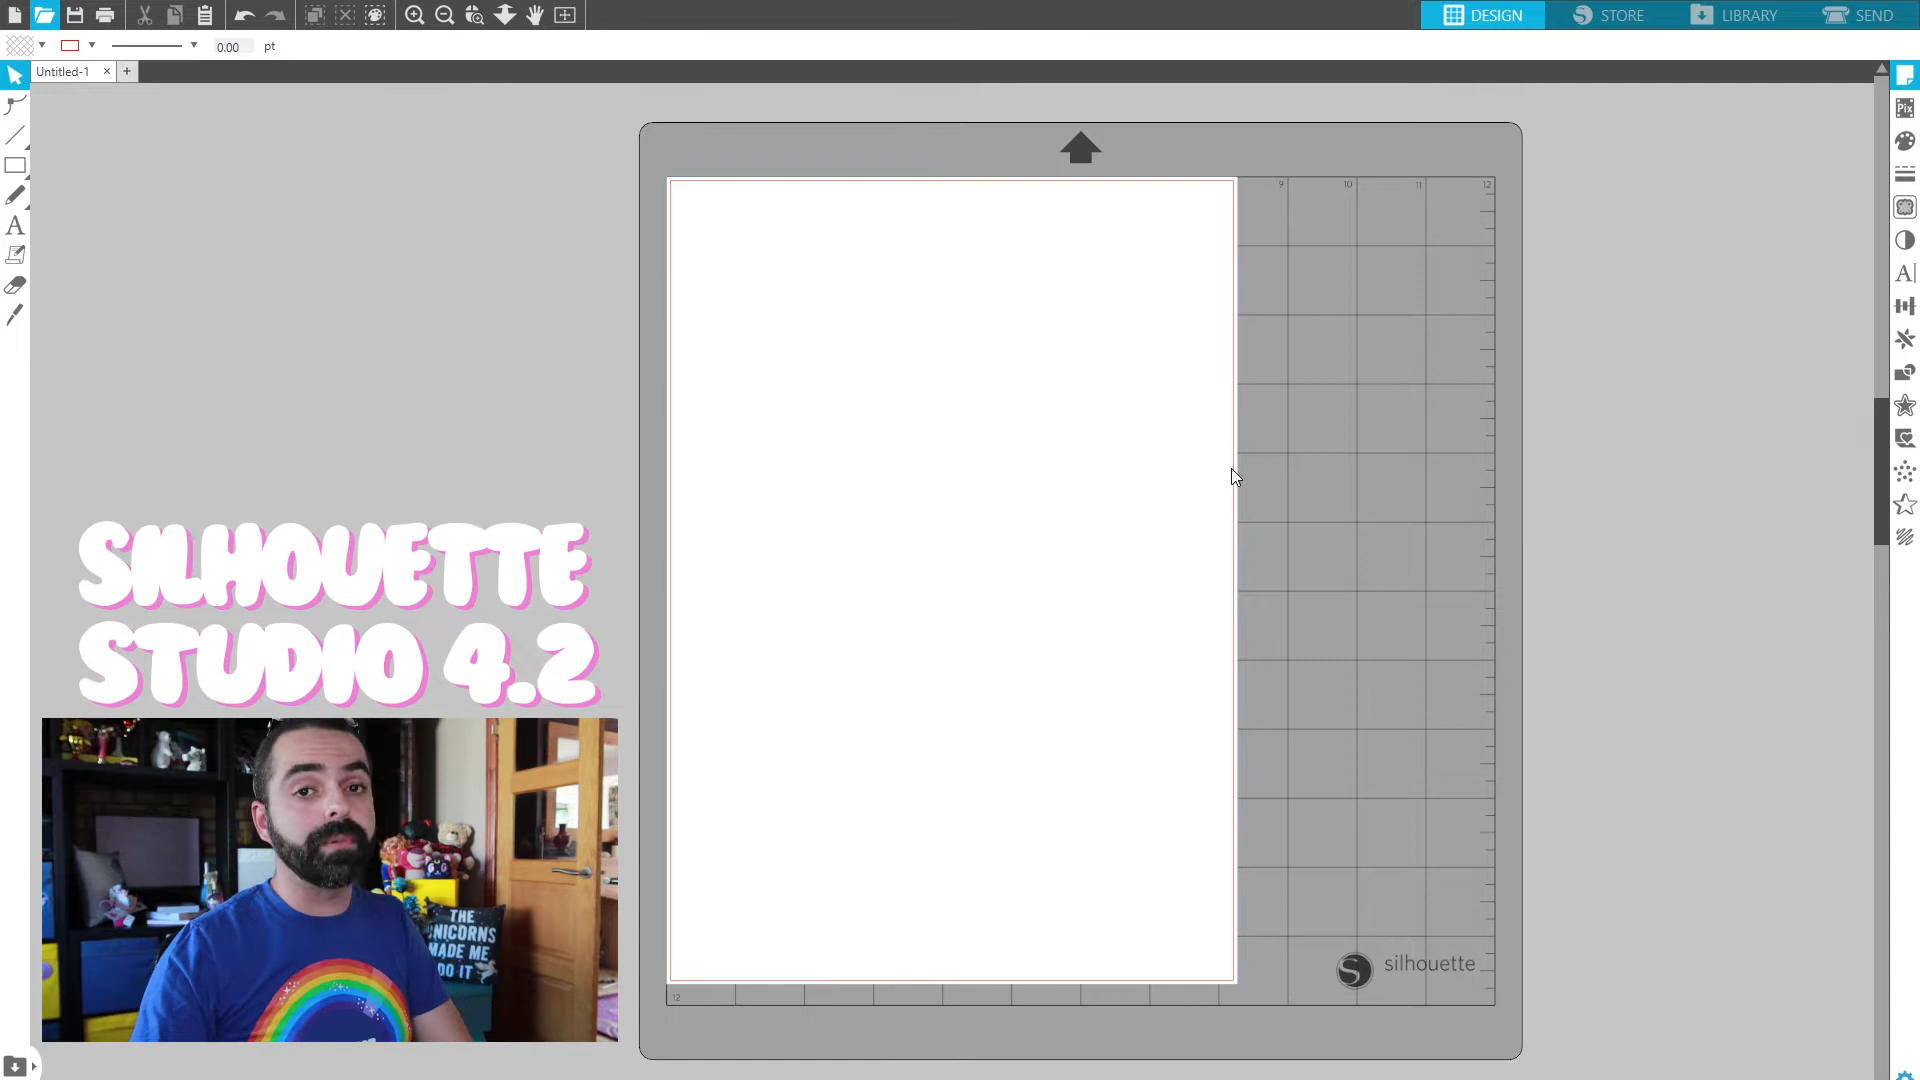 DESIGN
STORE
LIBRARY
SEND
0.00 pt
Untitled-1
Pix
A
A
9 10 11 12
SILHOUETTE
STUDIO 4.2
THE
UNICORNS
MADE ME
DO IT
12
silhouette